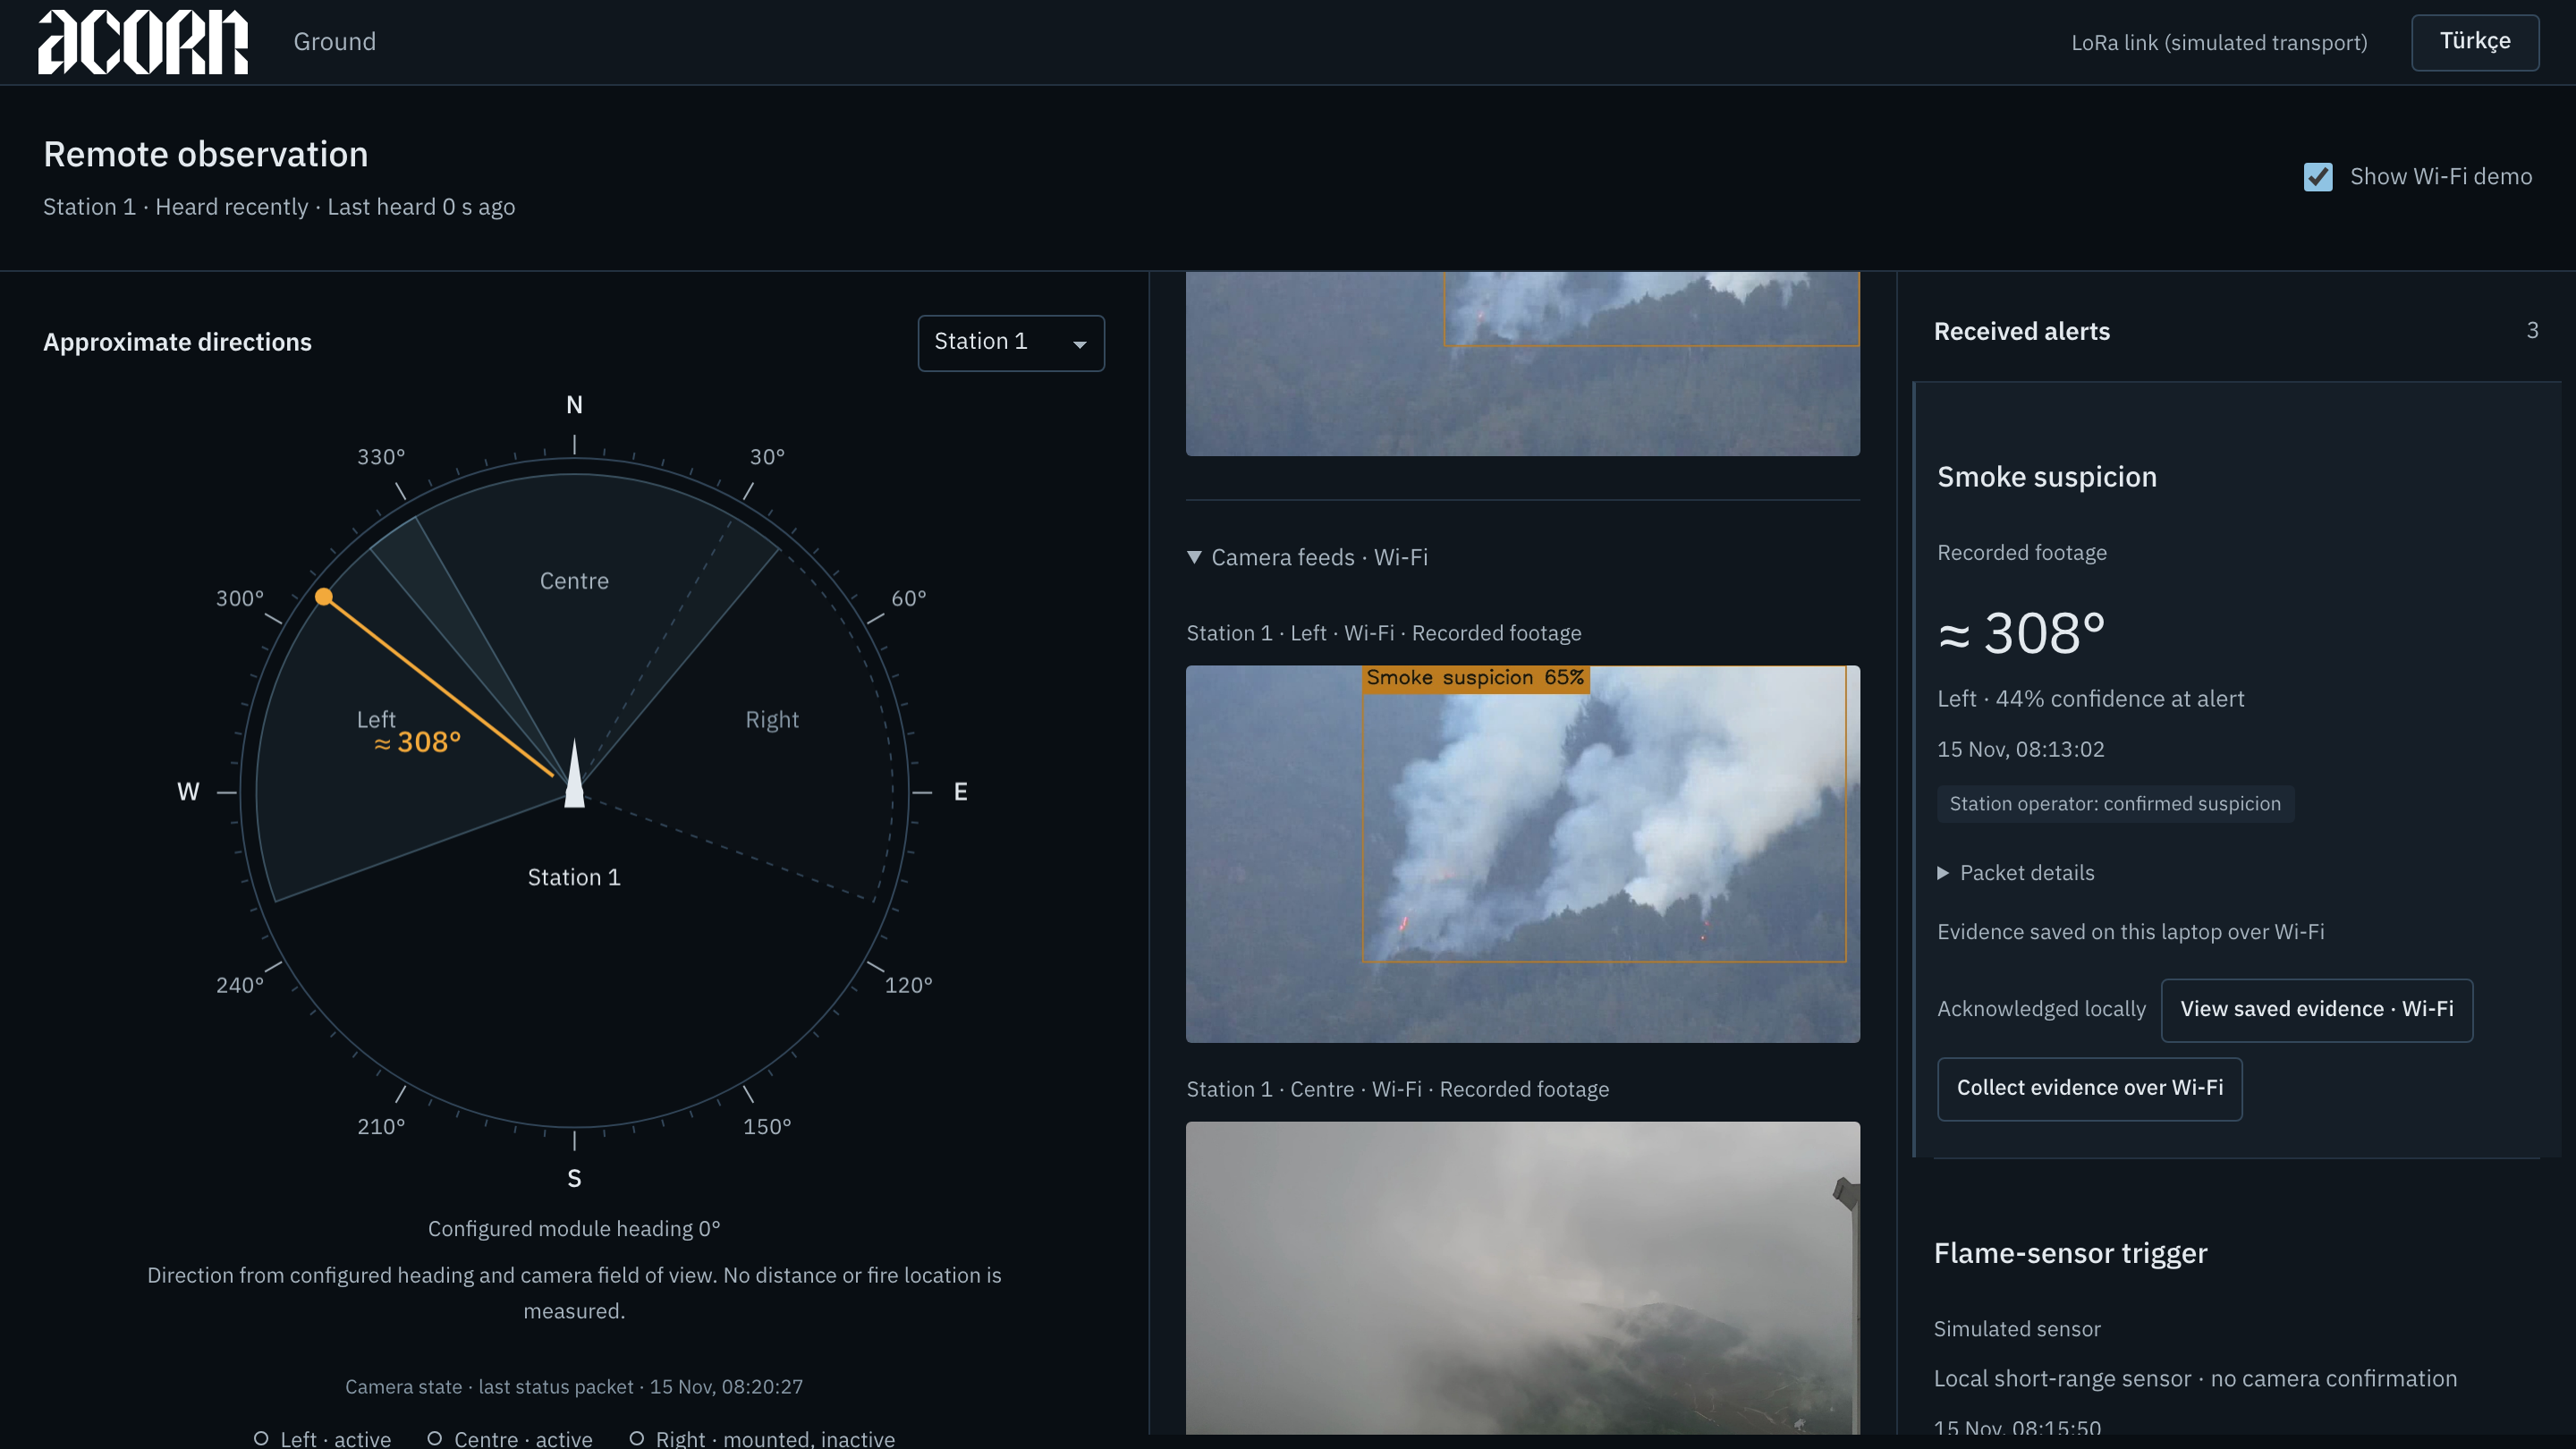 acorn
Ground
LoRa link (simulated transport)
Türkçe
Remote observation
Station 1 · Heard recently · Last heard 0 s ago
Show Wi-Fi demo
Approximate directions
Station 1
N
330°
30°
300°
60°
Centre
Left
≈ 308°
Right
W
E
Station 1
240°
120°
210°
150°
S
Configured module heading 0°
Direction from configured heading and camera field of view. No distance or fire location is
measured.
Camera state · last status packet · 15 Nov, 08:20:27
Left · active
Centre · active
Right · mounted, inactive
Camera feeds · Wi-Fi
Station 1 · Left · Wi-Fi · Recorded footage
Smoke suspicion 65%
Station 1 · Centre · Wi-Fi · Recorded footage
Received alerts
3
Smoke suspicion
Recorded footage
≈ 308°
Left · 44% confidence at alert
15 Nov, 08:13:02
Station operator: confirmed suspicion
Packet details
Evidence saved on this laptop over Wi-Fi
Acknowledged locally
View saved evidence · Wi-Fi
Collect evidence over Wi-Fi
Flame-sensor trigger
Simulated sensor
Local short-range sensor · no camera confirmation
15 Nov, 08:15:50